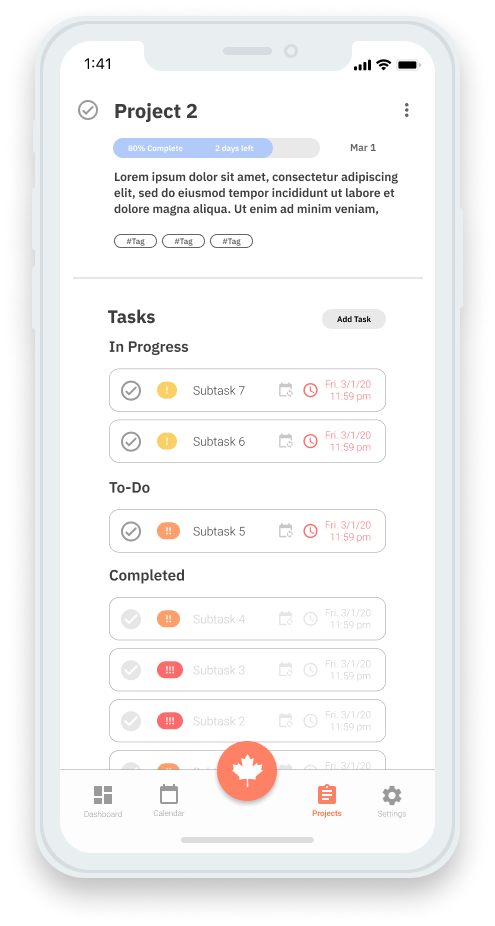 1:41
Project 2
80% Complete 2 days left
Mar 1
Lorem ipsum dolor sit amet, consectetur adipiscing
elit, sed do eiusmod tempor incididunt ut labore et
dolore magna aliqua. Ut enim ad minim veniam,
#Tag #Tag #Tag
Tasks
Add Task
In Progress
! Subtask 7 Fri. 3/1/20
11:59 pm
! Subtask 6 Fri. 3/1/20
11:59 pm
To-Do
!! Subtask 5 Fri. 3/1/20
11:59 pm
Completed
!! Subtask 4 Fri. 3/1/20
11:59 pm
!!! Subtask 3 Fri. 3/1/20
11:59 pm
!!! Subtask 2 Fri. 3/1/20
11:59 pm
Dashboard Calendar Projects Settings